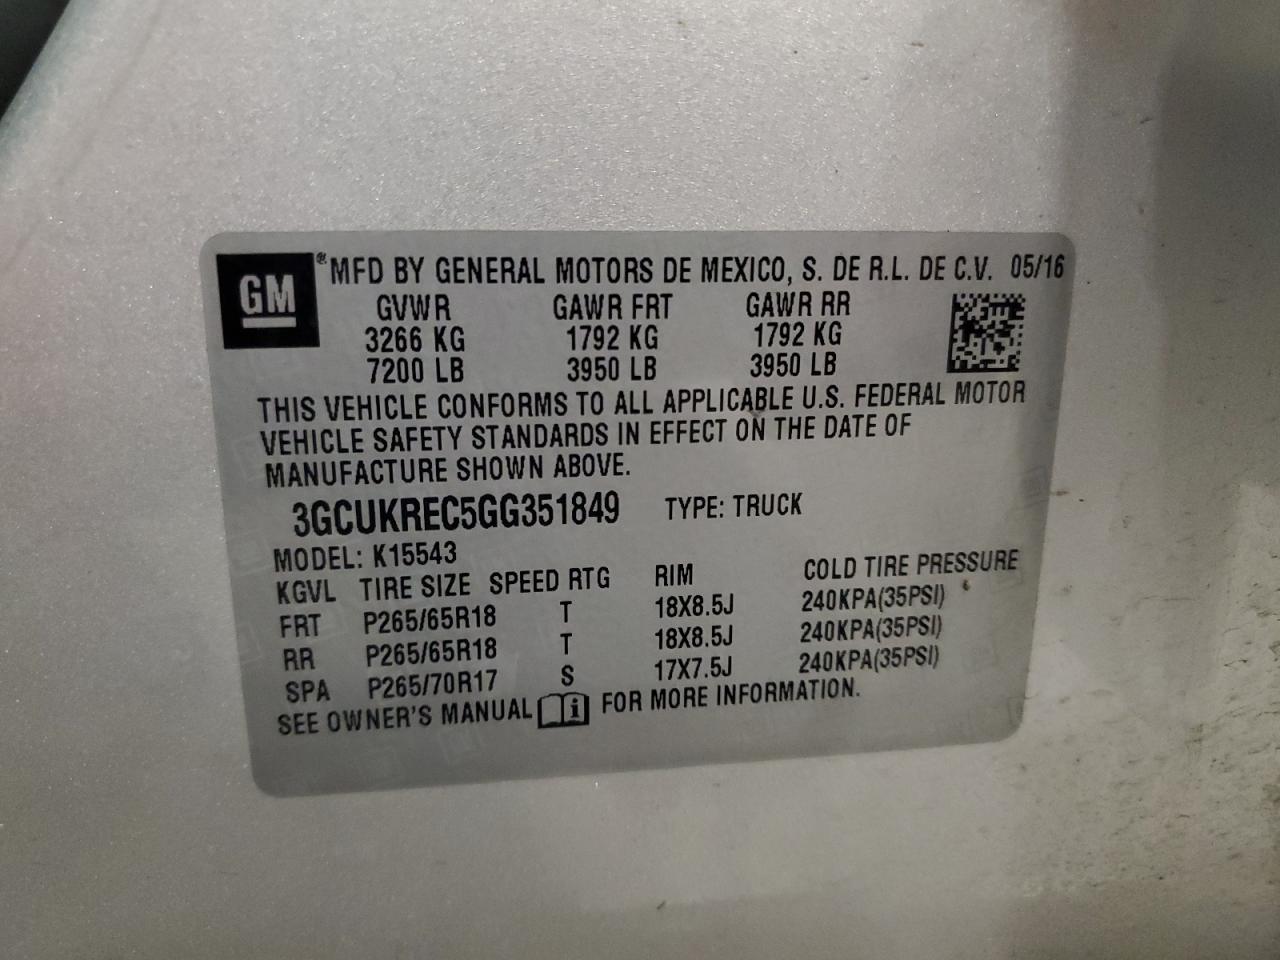 GM ® MFD BY GENERAL MOTORS DE MEXICO, S. DE R.L. DE C.V. 05/16
GVWR GAWR FRT GAWR RR
3266 KG 1792 KG 1792 KG
7200 LB 3950 LB 3950 LB
THIS VEHICLE CONFORMS TO ALL APPLICABLE U.S. FEDERAL MOTOR
VEHICLE SAFETY STANDARDS IN EFFECT ON THE DATE OF
MANUFACTURE SHOWN ABOVE.
3GCUKREC5GG351849 TYPE: TRUCK
MODEL: K15543
KGVL TIRE SIZE SPEED RTG RIM COLD TIRE PRESSURE
FRT P265/65R18 T 18X8.5J 240KPA(35PSI)
RR P265/65R18 T 18X8.5J 240KPA(35PSI)
SPA P265/70R17 S 17X7.5J 240KPA(35PSI)
SEE OWNER'S MANUAL i FOR MORE INFORMATION.